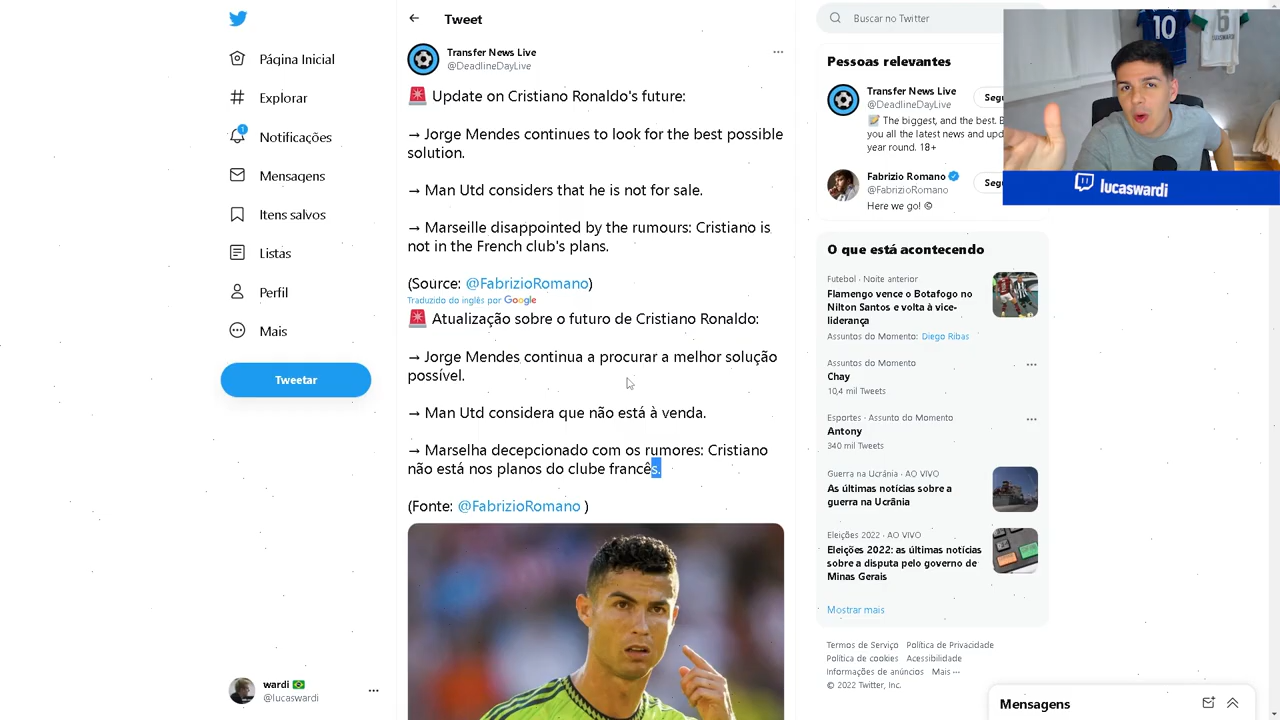 Página Inicial
Explorar
1
Notificações
Mensagens
Itens salvos
Listas
Perfil
Mais
Tweetar
wardi
@lucaswardi
Tweet
Transfer News Live
@DeadlineDayLive
🚨 Update on Cristiano Ronaldo's future:
→ Jorge Mendes continues to look for the best possible
solution.
→ Man Utd considers that he is not for sale.
→ Marseille disappointed by the rumours: Cristiano is
not in the French club's plans.
(Source: @FabrizioRomano)
Traduzido do inglês por Google
🚨 Atualização sobre o futuro de Cristiano Ronaldo:
→ Jorge Mendes continua a procurar a melhor solução
possível.
→ Man Utd considera que não está à venda.
→ Marselha decepcionado com os rumores: Cristiano
não está nos planos do clube francês.
(Fonte: @FabrizioRomano )
Buscar no Twitter
Pessoas relevantes
Transfer News Live
@DeadlineDayLive
Segu
📝 The biggest, and the best. B
you all the latest news and upd
year round. 18+
Fabrizio Romano
@FabrizioRomano
Segu
Here we go! ©
O que está acontecendo
Futebol · Noite anterior
Flamengo vence o Botafogo no
Nilton Santos e volta à vice-
liderança
Assuntos do Momento: Diego Ribas
Assuntos do Momento
Chay
10,4 mil Tweets
Esportes · Assunto do Momento
Antony
340 mil Tweets
Guerra na Ucrânia · AO VIVO
As últimas notícias sobre a
guerra na Ucrânia
Eleições 2022 · AO VIVO
Eleições 2022: as últimas notícias
sobre a disputa pelo governo de
Minas Gerais
Mostrar mais
Termos de Serviço Política de Privacidade
Política de cookies Acessibilidade
Informações de anúncios Mais ···
© 2022 Twitter, Inc.
Mensagens
10
6
lucaswardi